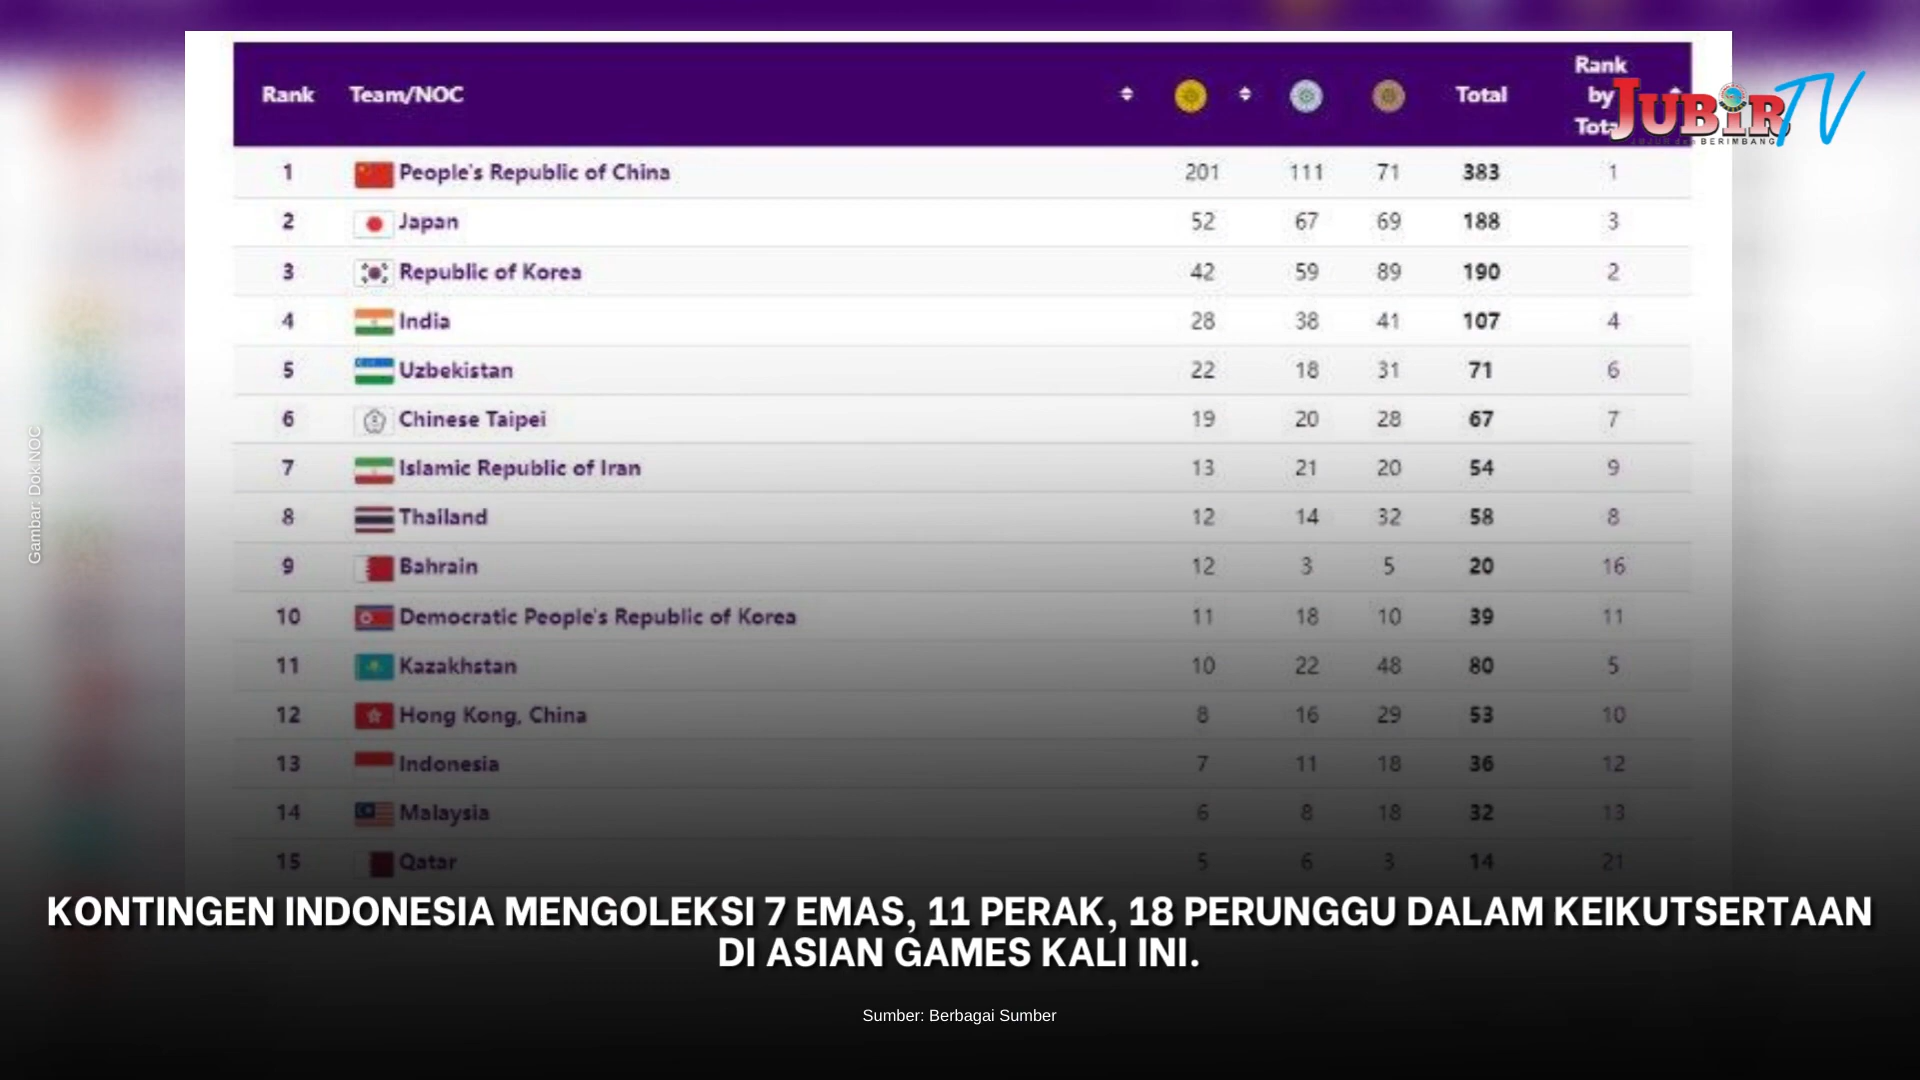 Rank Team/NOC Total Rank by Total
JUBIR TV
BERIMBANG
1 People's Republic of China 201 111 71 383 1
2 Japan 52 67 69 188 3
3 Republic of Korea 42 59 89 190 2
4 India 28 38 41 107 4
5 Uzbekistan 22 18 31 71 6
6 Chinese Taipei 19 20 28 67 7
7 Islamic Republic of Iran 13 21 20 54 9
8 Thailand 12 14 32 58 8
9 Bahrain 12 3 5 20 16
10 Democratic People's Republic of Korea 11 18 10 39 11
11 Kazakhstan 10 22 48 80 5
12 Hong Kong, China 8 16 29 53 10
13 Indonesia 7 11 18 36 12
14 Malaysia 6 8 18 32 13
15 Qatar 5 6 3 14 21
Gambar: Dok.NOC
KONTINGEN INDONESIA MENGOLEKSI 7 EMAS, 11 PERAK, 18 PERUNGGU DALAM KEIKUTSERTAAN
DI ASIAN GAMES KALI INI.
Sumber: Berbagai Sumber